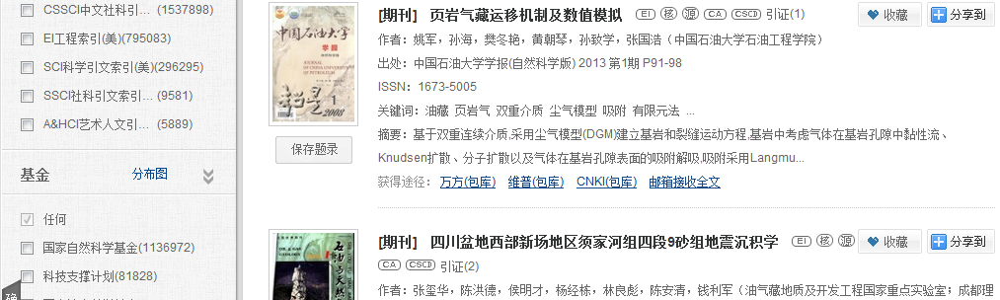 CSSCI中文社科引... (1537898)
EI工程索引(美)(795083)
SCI科学引文索引(美)(296295)
SSCI社科引文索引... (9581)
A&HCI艺术人文引... (5889)
基金 分布图
任何
国家自然科学基金(1136972)
科技支撑计划(81828)
确
中国石油大学
学报
JOURNAL
OF CHINA UNIVERSITY
OF PETROLEUM
1
2008
保存题录
[期刊] 页岩气藏运移机制及数值模拟 EI 核 源 CA CSCD 引证(1) 收藏 分享到
作者：姚军，孙海，樊冬艳，黄朝琴，孙致学，张国浩（中国石油大学石油工程学院）
出处：中国石油大学学报(自然科学版) 2013 第1期 P91-98
ISSN：1673-5005
关键词：油藏 页岩气 双重介质 尘气模型 吸附 有限元法 ...
摘要：基于双重连续介质,采用尘气模型(DGM)建立基岩和裂缝运动方程,基岩中考虑气体在基岩孔隙中黏性流、
Knudsen扩散、分子扩散以及气体在基岩孔隙表面的吸附解吸,吸附采用Langmu...
获得途径：万方(包库) 维普(包库) CNKI(包库) 邮箱接收全文
[期刊] 四川盆地西部新场地区须家河组四段9砂组地震沉积学 EI 核 源 收藏 分享到
CA CSCD 引证(2)
作者：张玺华，陈洪德，侯明才，杨经栋，林良彪，陈安清，钱利军（油气藏地质及开发工程国家重点实验室；成都理